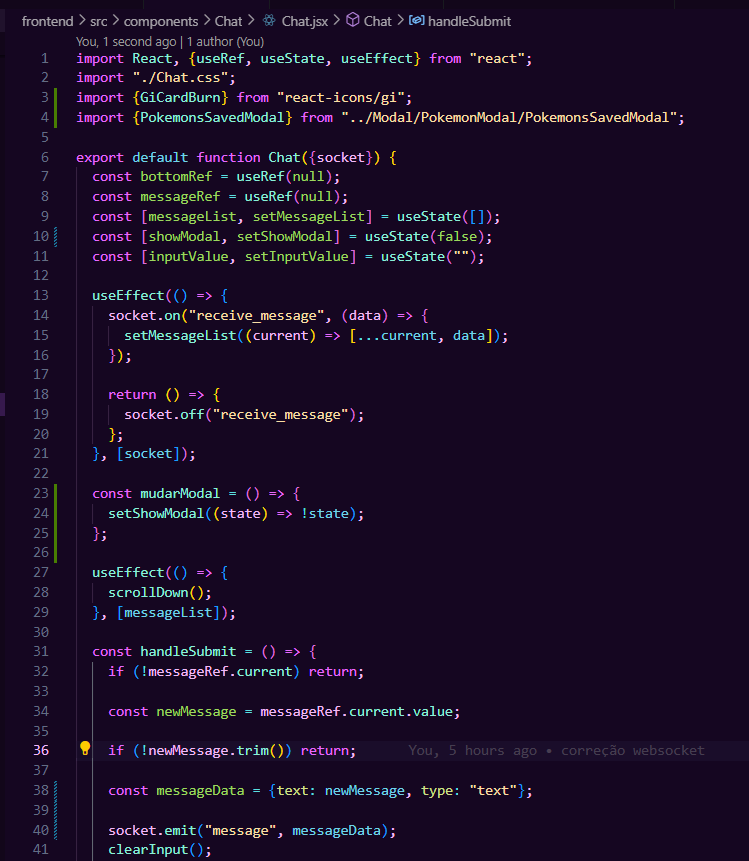 frontend > src > components > Chat > Chat.jsx > Chat > handleSubmit
You, 1 second ago | 1 author (You)
1 import React, {useRef, useState, useEffect} from "react";
2 import "./Chat.css";
3 import {GiCardBurn} from "react-icons/gi";
4 import {PokemonsSavedModal} from "../Modal/PokemonModal/PokemonsSavedModal";
5
6 export default function Chat({socket}) {
7 const bottomRef = useRef(null);
8 const messageRef = useRef(null);
9 const [messageList, setMessageList] = useState([]);
10 const [showModal, setShowModal] = useState(false);
11 const [inputValue, setInputValue] = useState("");
12
13 useEffect(() => {
14 socket.on("receive_message", (data) => {
15 setMessageList((current) => [...current, data]);
16 });
17
18 return () => {
19 socket.off("receive_message");
20 };
21 }, [socket]);
22
23 const mudarModal = () => {
24 setShowModal((state) => !state);
25 };
26
27 useEffect(() => {
28 scrollDown();
29 }, [messageList]);
30
31 const handleSubmit = () => {
32 if (!messageRef.current) return;
33
34 const newMessage = messageRef.current.value;
35
36 if (!newMessage.trim()) return; You, 5 hours ago • correção websocket
37
38 const messageData = {text: newMessage, type: "text"};
39
40 socket.emit("message", messageData);
41 clearInput();